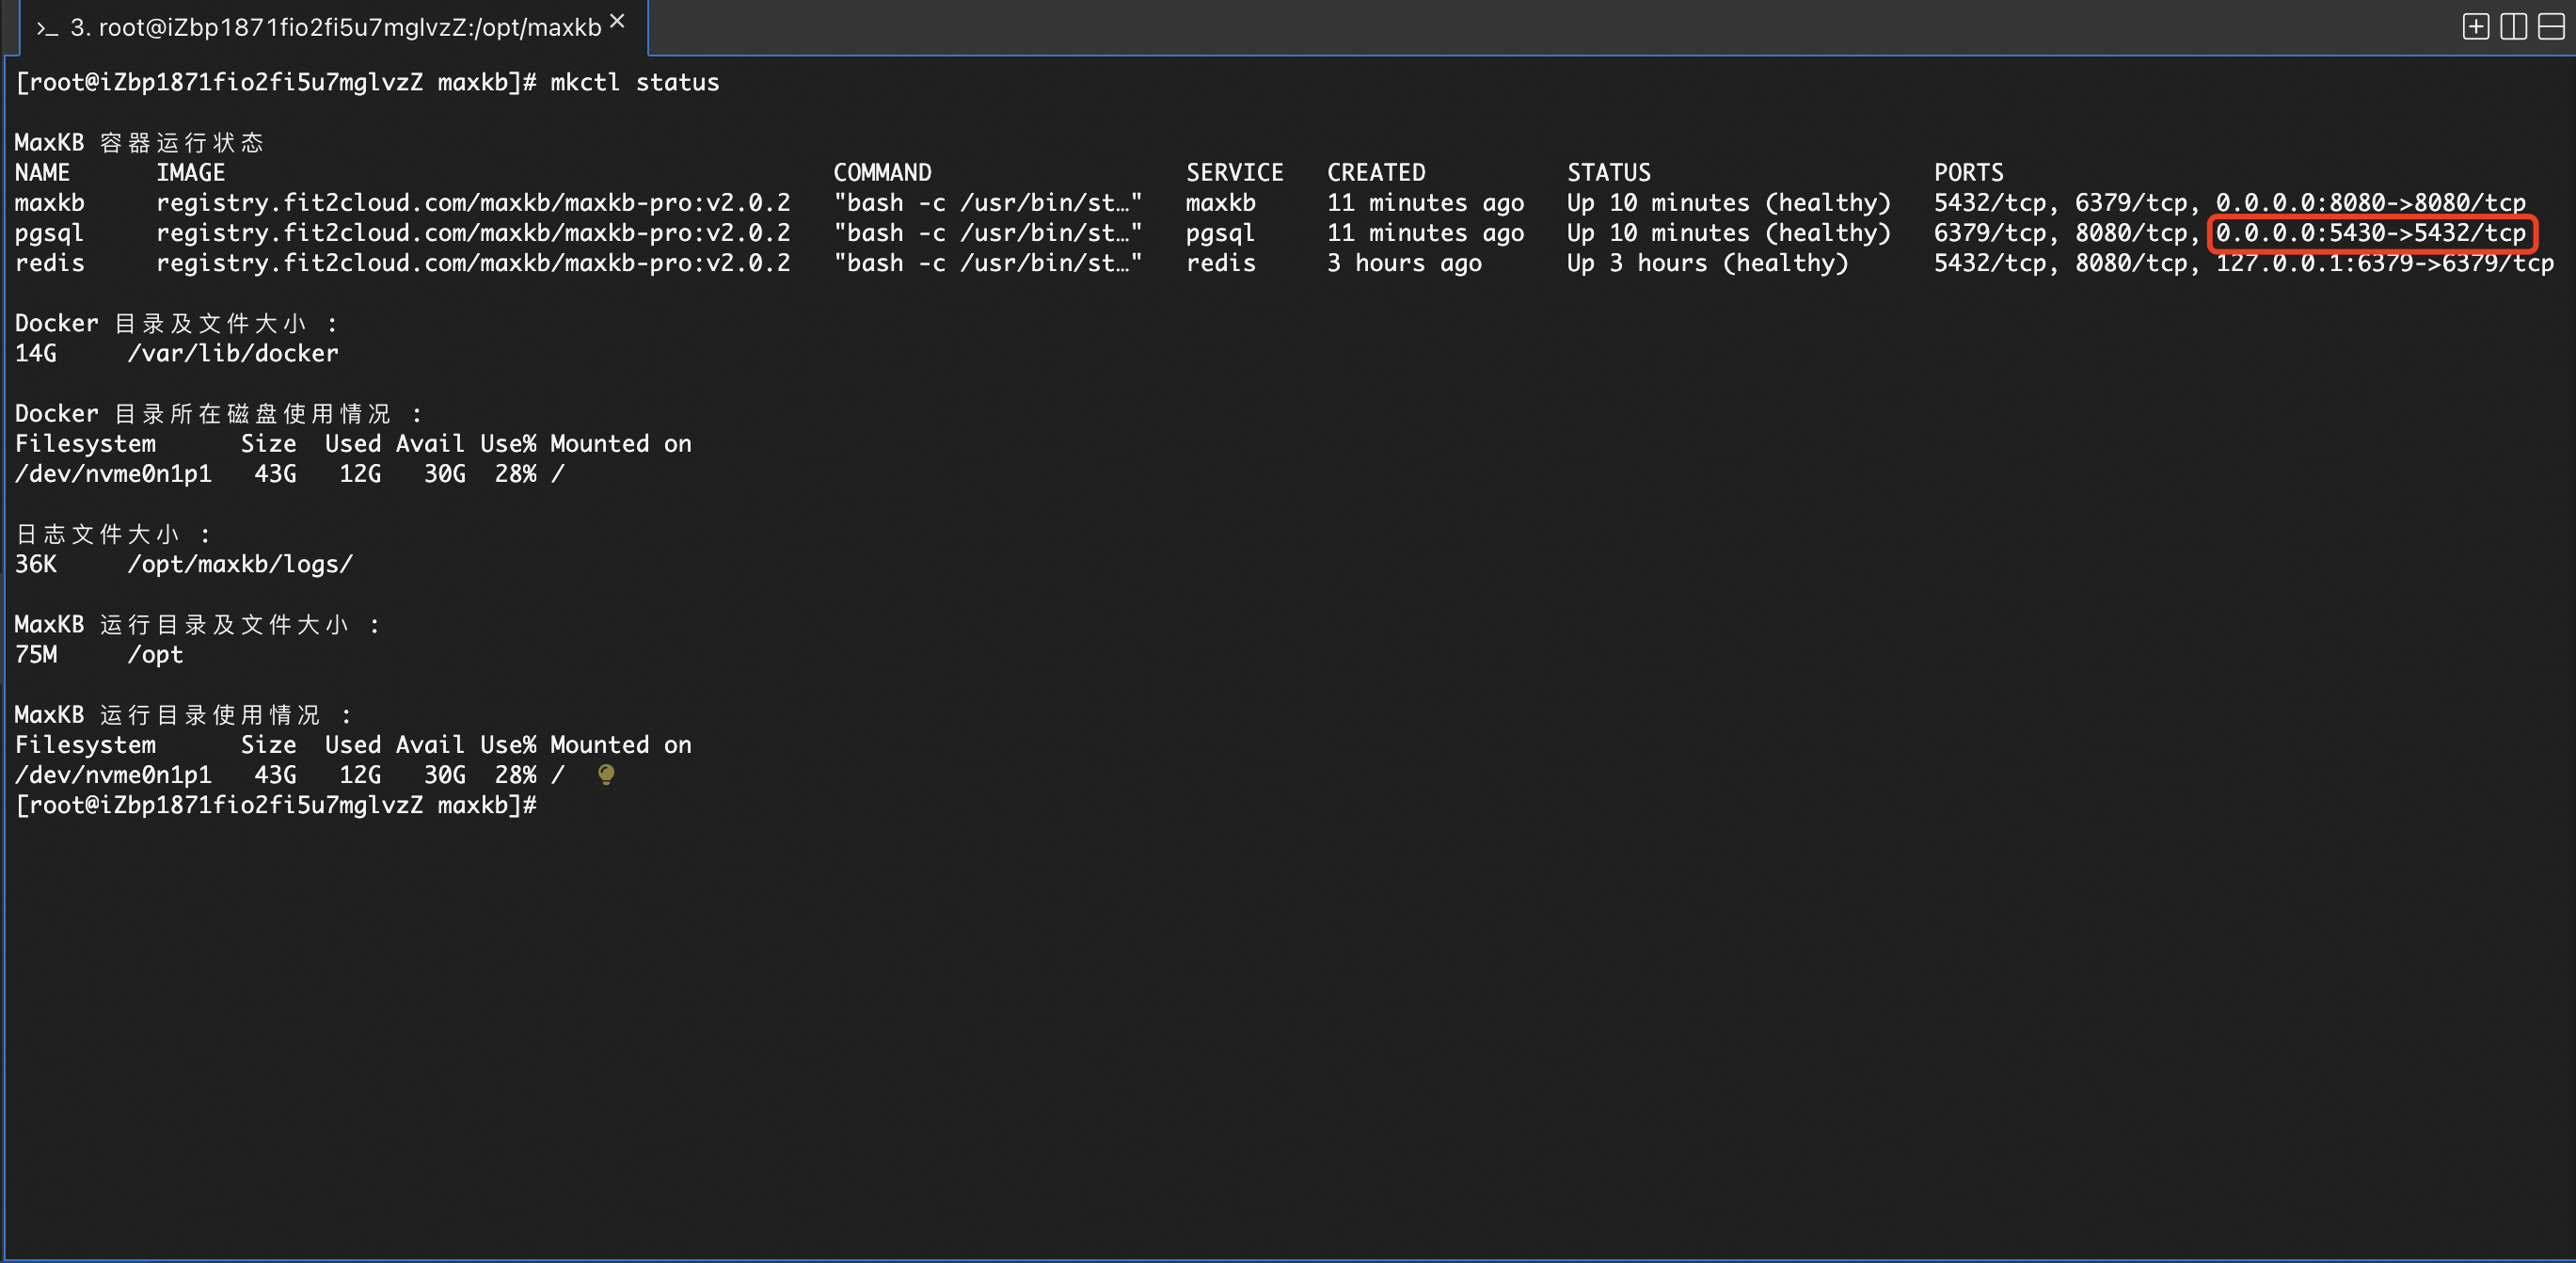 >_ 3. root@iZbp1871fio2fi5u7mglvzZ:/opt/maxkb ×
[root@iZbp1871fio2fi5u7mglvzZ maxkb]# mkctl status
MaxKB 容器运行状态
NAME IMAGE COMMAND SERVICE CREATED STATUS PORTS
maxkb registry.fit2cloud.com/maxkb/maxkb-pro:v2.0.2 "bash -c /usr/bin/st…" maxkb 11 minutes ago Up 10 minutes (healthy) 5432/tcp, 6379/tcp, 0.0.0.0:8080->8080/tcp
pgsql registry.fit2cloud.com/maxkb/maxkb-pro:v2.0.2 "bash -c /usr/bin/st…" pgsql 11 minutes ago Up 10 minutes (healthy) 6379/tcp, 8080/tcp, 0.0.0.0:5430->5432/tcp
redis registry.fit2cloud.com/maxkb/maxkb-pro:v2.0.2 "bash -c /usr/bin/st…" redis 3 hours ago Up 3 hours (healthy) 5432/tcp, 8080/tcp, 127.0.0.1:6379->6379/tcp
Docker 目录及文件大小 :
14G /var/lib/docker
Docker 目录所在磁盘使用情况 :
Filesystem Size Used Avail Use% Mounted on
/dev/nvme0n1p1 43G 12G 30G 28% /
日志文件大小 :
36K /opt/maxkb/logs/
MaxKB 运行目录及文件大小 :
75M /opt
MaxKB 运行目录使用情况 :
Filesystem Size Used Avail Use% Mounted on
/dev/nvme0n1p1 43G 12G 30G 28% /
[root@iZbp1871fio2fi5u7mglvzZ maxkb]#